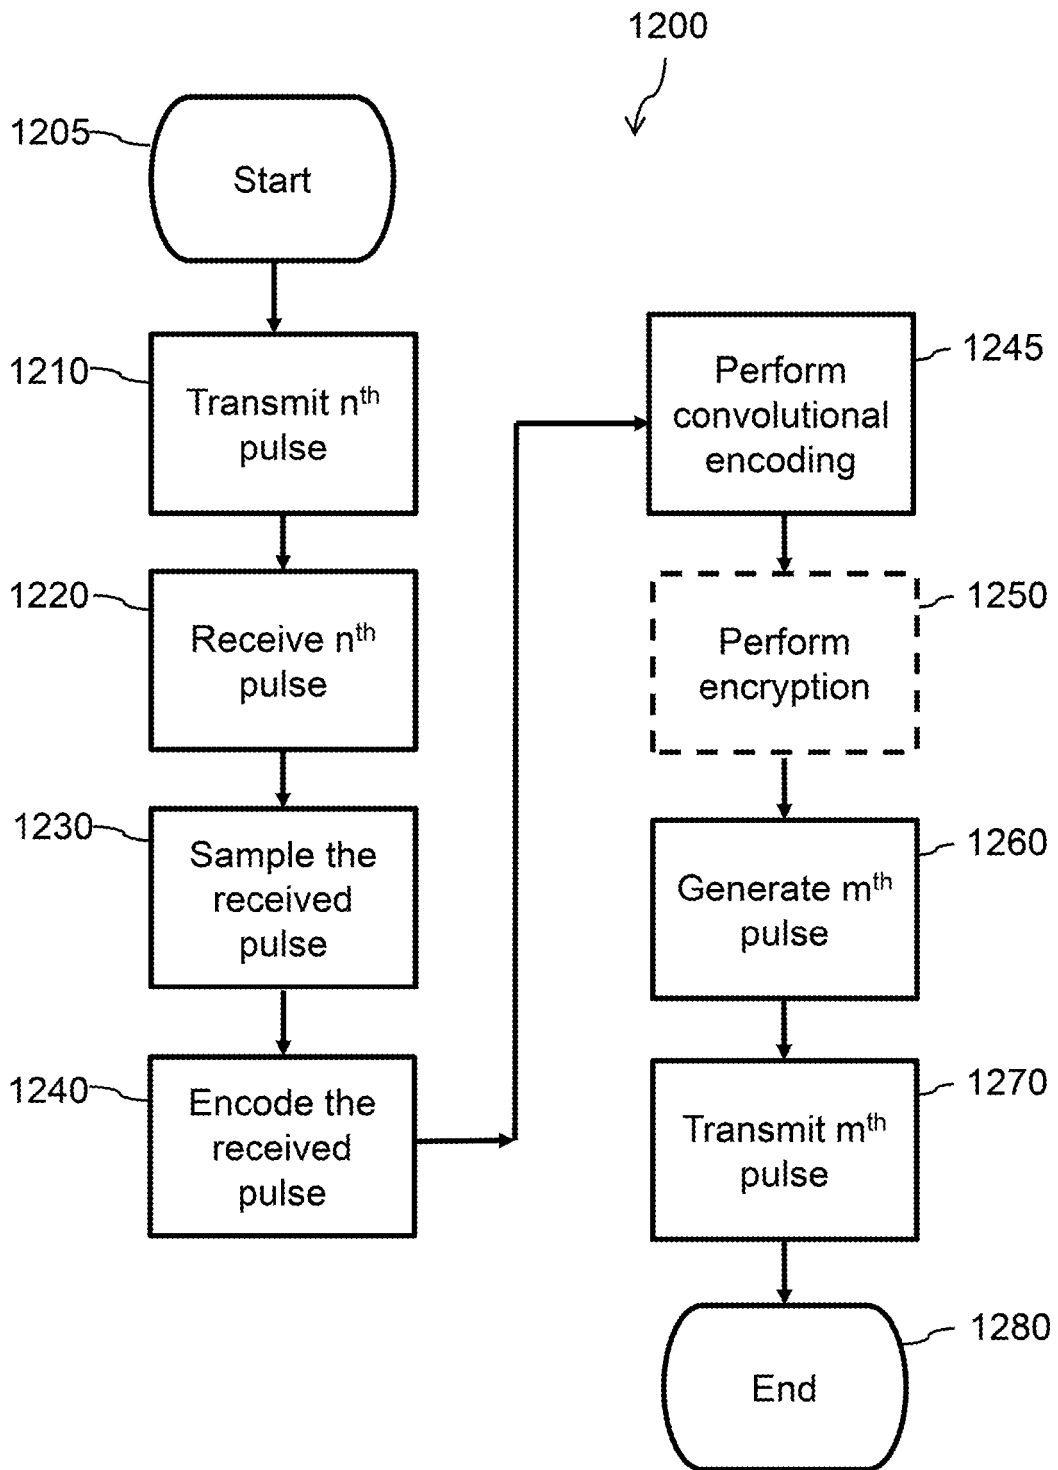 1200
1205
Start
1210
Transmit nth
pulse
1220
Receive nth
pulse
1230
Sample the
received
pulse
1240
Encode the
received
pulse
1245
Perform
convolutional
encoding
1250
Perform
encryption
1260
Generate mth
pulse
1270
Transmit mth
pulse
1280
End